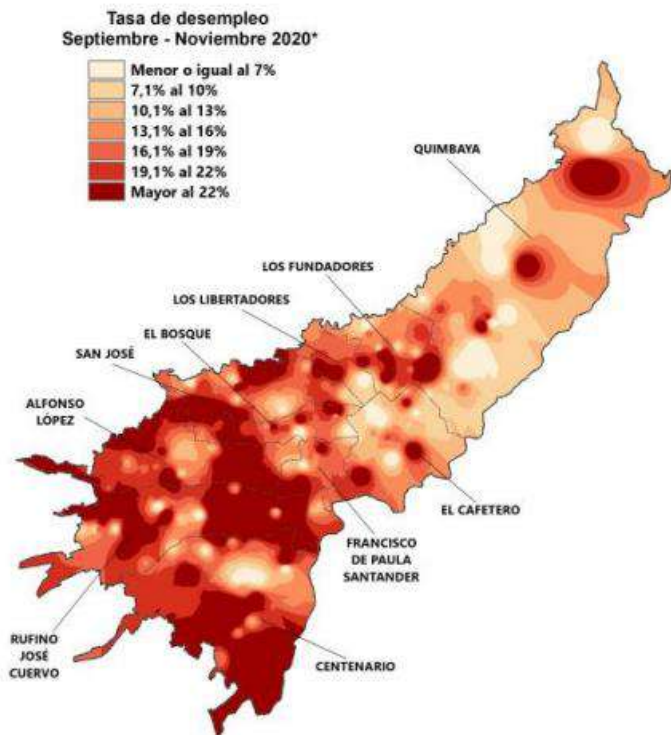 Tasa de desempleo
Septiembre - Noviembre 2020*
Menor o igual al 7%
7,1% al 10%
10,1% al 13%
13,1% al 16%
16,1% al 19%
19,1% al 22%
Mayor al 22%
QUIMBAYA
LOS FUNDADORES
LOS LIBERTADORES
EL BOSQUE
SAN JOSÉ
ALFONSO
LÓPEZ
EL CAFETERO
FRANCISCO
DE PAULA
SANTANDER
RUFINO
JOSÉ
CUERVO
CENTENARIO